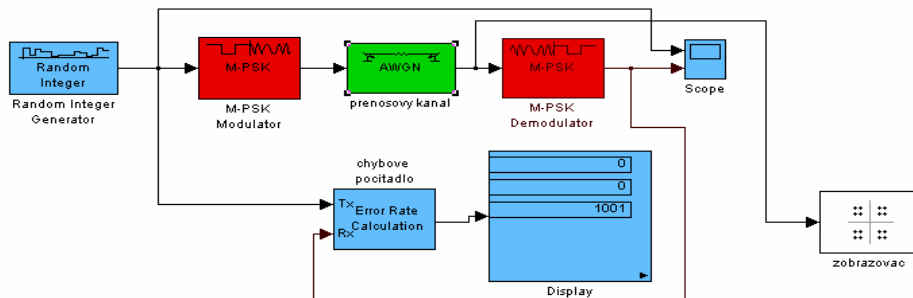 Random
Integer
Random Integer
Generator
M-PSK
M-PSK
Modulator
AWGN
prenosovy kanal
M-PSK
M-PSK
Demodulator
Scope
chybove
pocitadlo
Tx
Rx
Error Rate
Calculation
0
0
1001
Display
zobrazovac